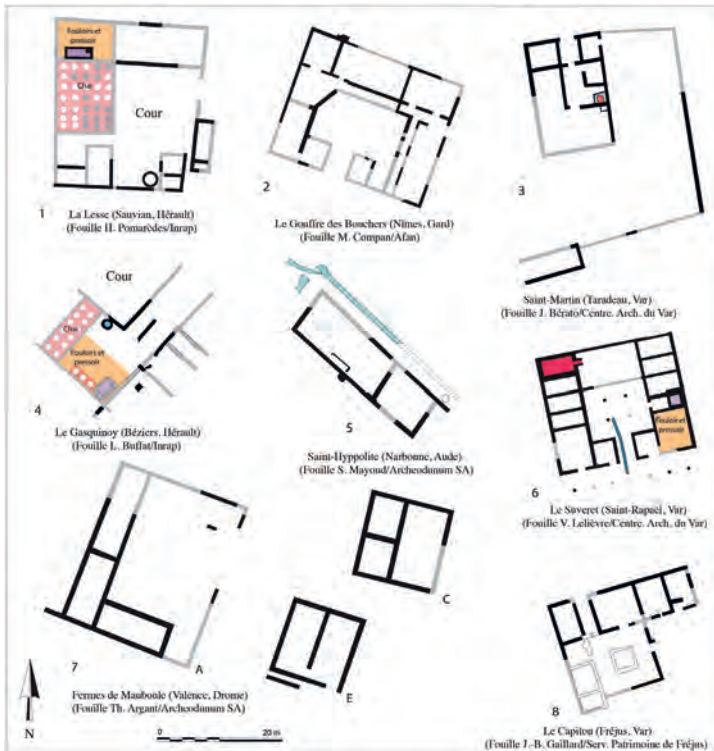 Fouloirs et
pressoir
Chai
Cour
1
La Lesse (Sauvian, Hérault)
(Fouille H. Pomarèdes/Inrap)
2
Le Gouffre des Bouchers (Nîmes, Gard)
(Fouille M. Compan/Afan)
3
Saint-Martin (Taradeau, Var)
(Fouille J. Bérato/Centre. Arch. du Var)
Cour
Chai
Fouloirs et
pressoir
4
Le Gasquinoy (Béziers, Hérault)
(Fouille L. Buffat/Inrap)
5
Saint-Hyppolite (Narbonne, Aude)
(Fouille S. Mayoud/Archeodunum SA)
Fouloir et
pressoir
6
Le Suveret (Saint-Rapuël, Var)
(Fouille V. Lelièvre/Centre. Arch. du Var)
7
A
C
E
Fermes de Mauboule (Valence, Drome)
(Fouille Th. Argant/Archeodunum SA)
N
0
20 m
8
Le Capitou (Fréjus, Var)
(Fouille J.-B. Gaillard/Serv. Patrimoine de Fréjus)